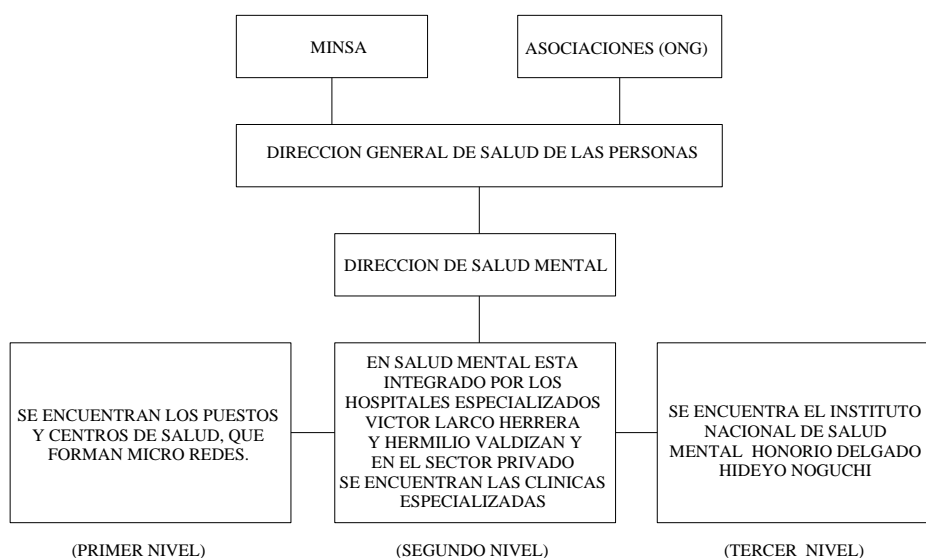 MINSA
ASOCIACIONES (ONG)
DIRECCION GENERAL DE SALUD DE LAS PERSONAS
DIRECCION DE SALUD MENTAL
SE ENCUENTRAN LOS PUESTOS
Y CENTROS DE SALUD, QUE
FORMAN MICRO REDES.
EN SALUD MENTAL ESTA
INTEGRADO POR LOS
HOSPITALES ESPECIALIZADOS
VICTOR LARCO HERRERA
Y HERMILIO VALDIZAN Y
EN EL SECTOR PRIVADO
SE ENCUENTRAN LAS CLINICAS
ESPECIALIZADAS
SE ENCUENTRA EL INSTITUTO
NACIONAL DE SALUD
MENTAL HONORIO DELGADO
HIDEYO NOGUCHI
(PRIMER NIVEL)
(SEGUNDO NIVEL)
(TERCER NIVEL)